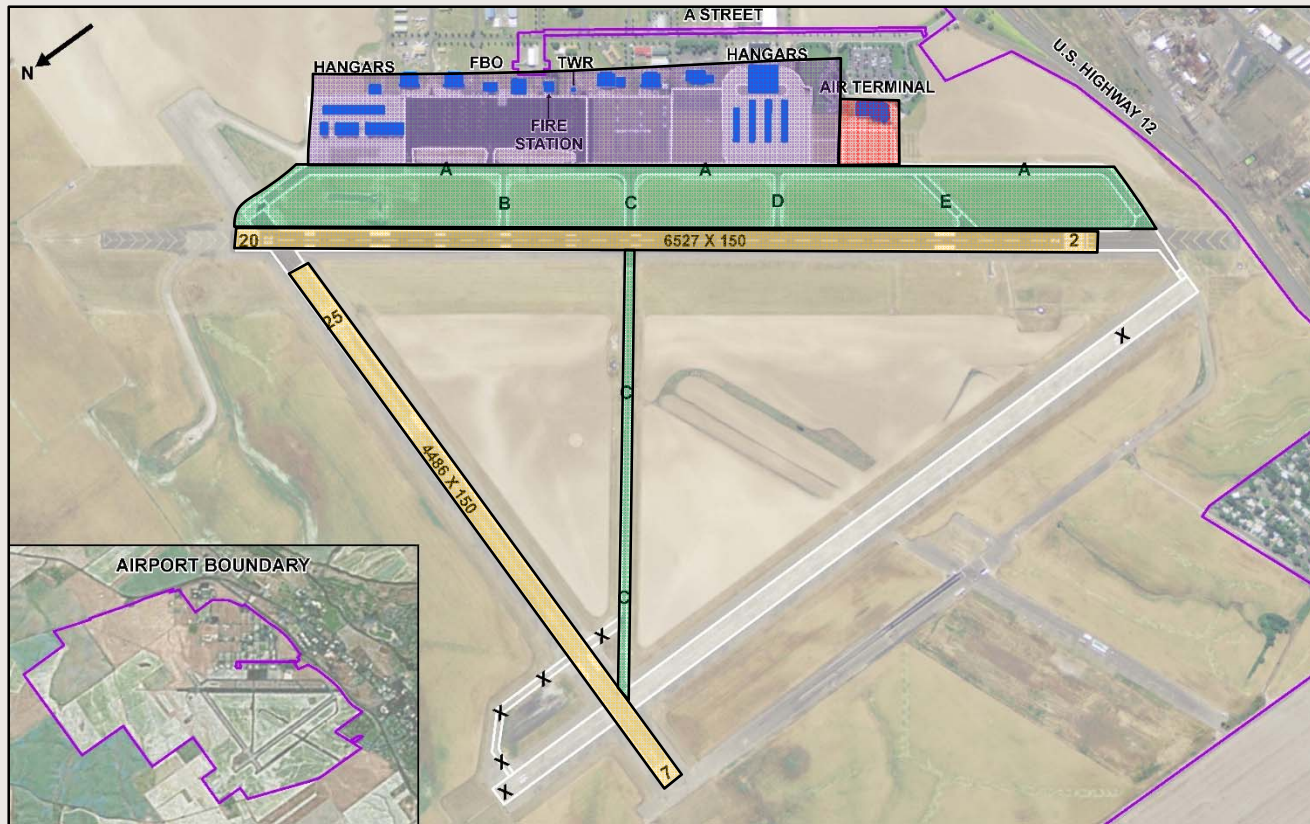 A STREET
N
HANGARS
FBO
TWR
HANGARS
U.S. HIGHWAY 12
AIR TERMINAL
FIRE
STATION
A
A
A
B
C
D
E
20
6527 X 150
2
25
X
C
4486 X 150
AIRPORT BOUNDARY
C
X
X
X
X
7
X